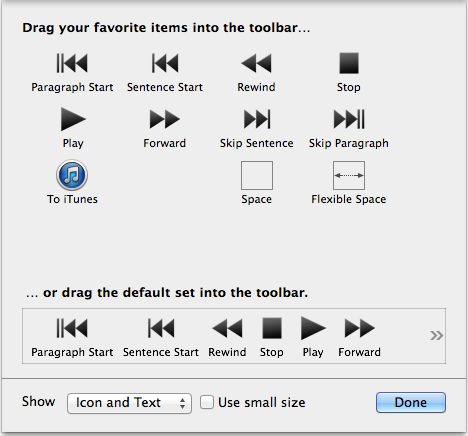 Drag your favorite items into the toolbar...
Paragraph Start Sentence Start Rewind Stop
Play Forward Skip Sentence Skip Paragraph
To iTunes Space Flexible Space
... or drag the default set into the toolbar.
Paragraph Start Sentence Start Rewind Stop Play Forward »
Show Icon and Text Use small size Done